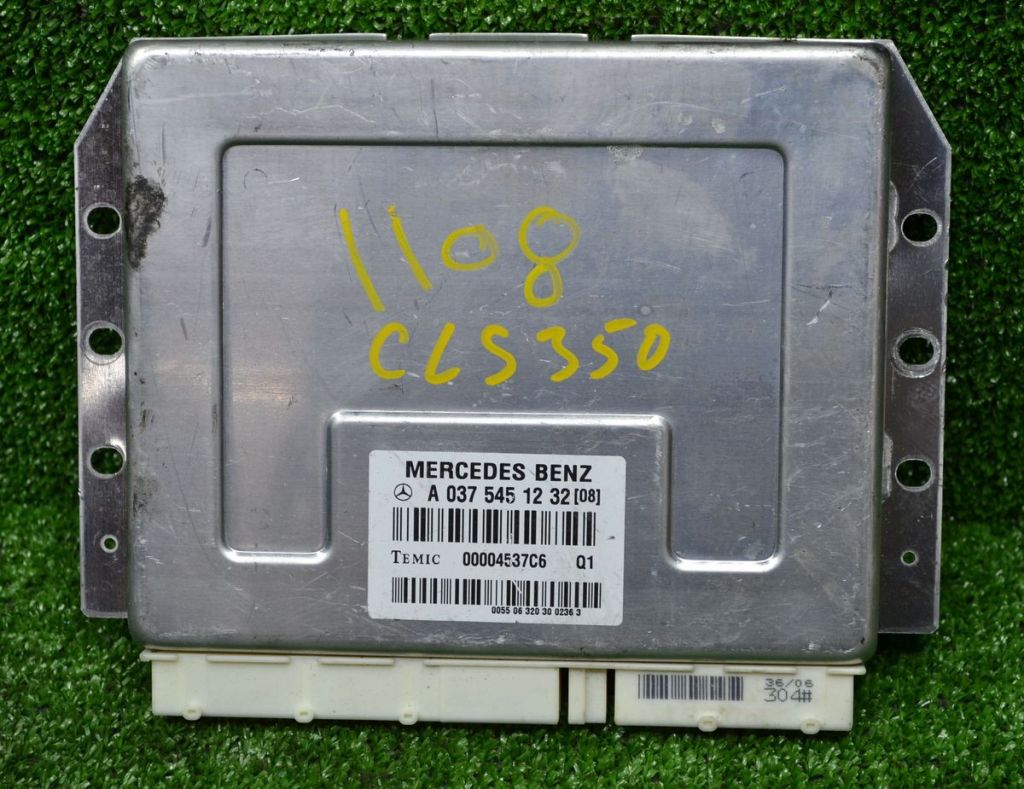 1108
CLS350
MERCEDES BENZ
A 037 545 12 32 [08]
TEMIC 00004537C6 Q1
0055 06 320 30 0236 3
36/06
304#